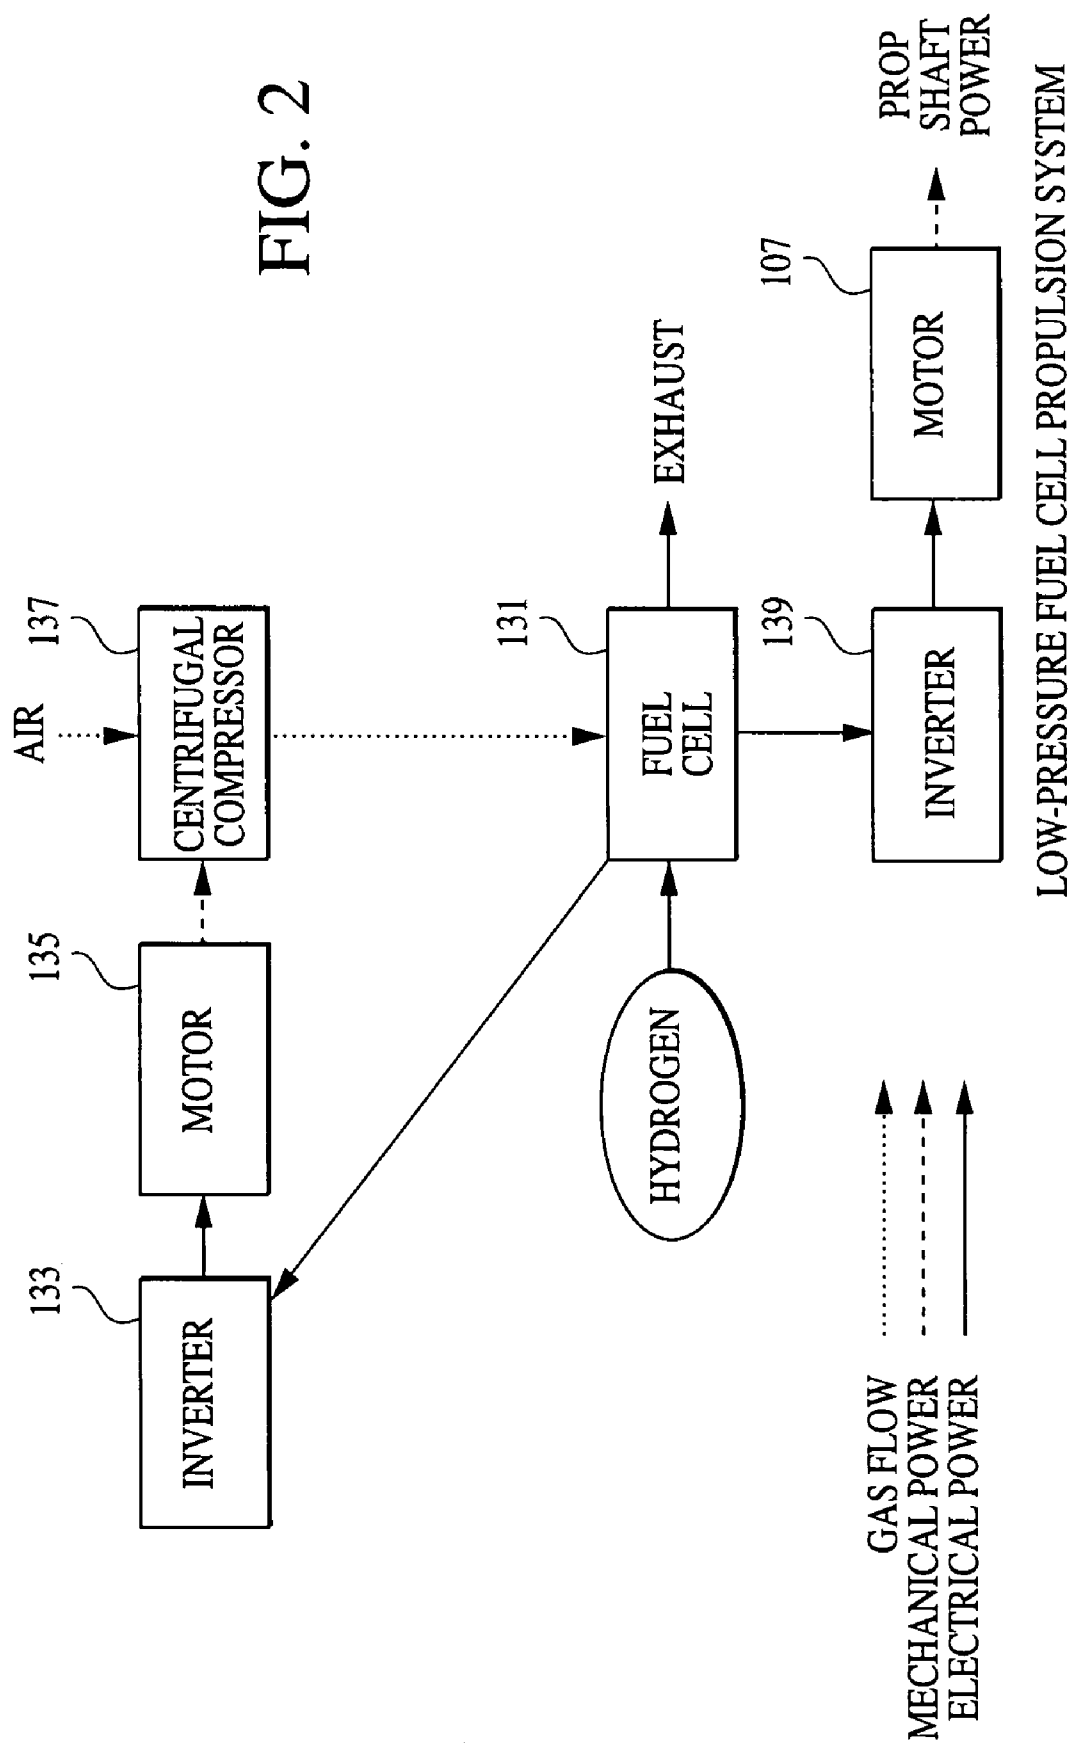 FIG. 2
AIR
137
CENTRIFUGAL
COMPRESSOR
135
MOTOR
133
INVERTER
131
FUEL
CELL
EXHAUST
HYDROGEN
139
INVERTER
107
MOTOR
PROP
SHAFT
POWER
GAS FLOW
MECHANICAL POWER
ELECTRICAL POWER
LOW-PRESSURE FUEL CELL PROPULSION SYSTEM